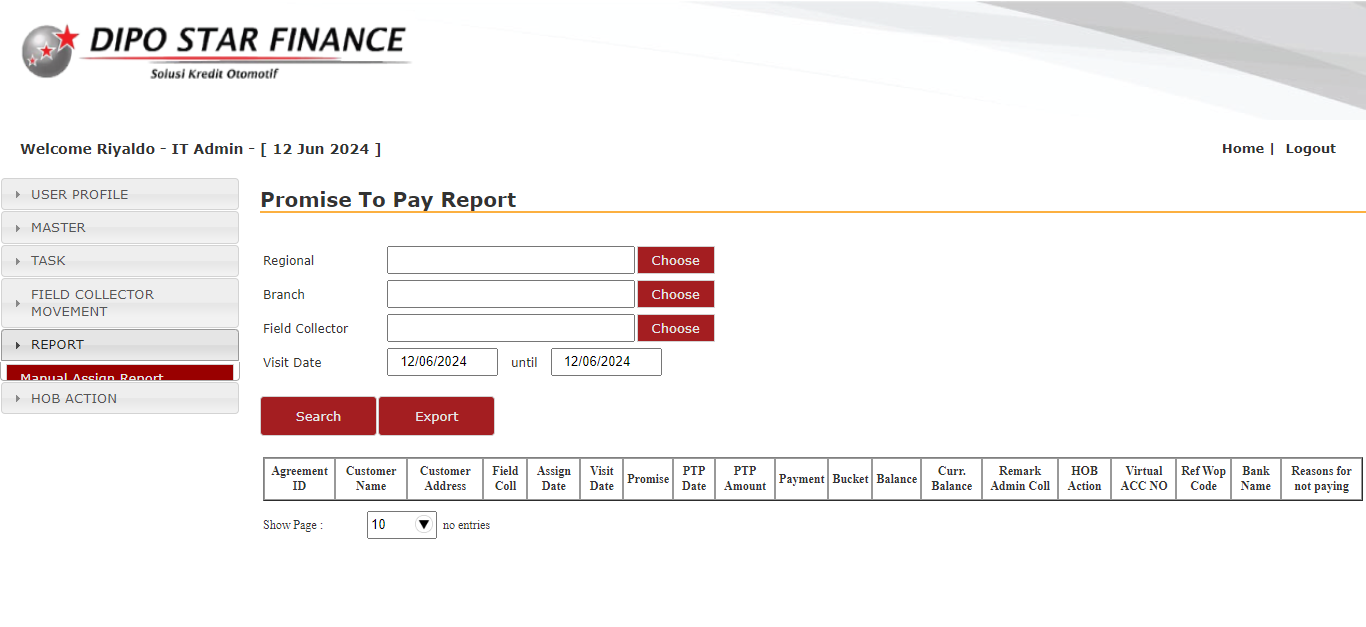 DIPO STAR FINANCE
Solusi Kredit Otomotif
Welcome Riyaldo - IT Admin - [ 12 Jun 2024 ]
Home | Logout
USER PROFILE
MASTER
TASK
FIELD COLLECTOR
MOVEMENT
REPORT
Manual Assign Report
HOB ACTION
Promise To Pay Report
Regional Choose
Branch Choose
Field Collector Choose
Visit Date 12/06/2024 until 12/06/2024
Search Export
Agreement ID Customer Name Customer Address Field Coll Assign Date Visit Date Promise PTP Date PTP Amount Payment Bucket Balance Curr. Balance Remark Admin Coll HOB Action Virtual ACC NO Ref Wop Code Bank Name Reasons for not paying
Show Page : 10 no entries